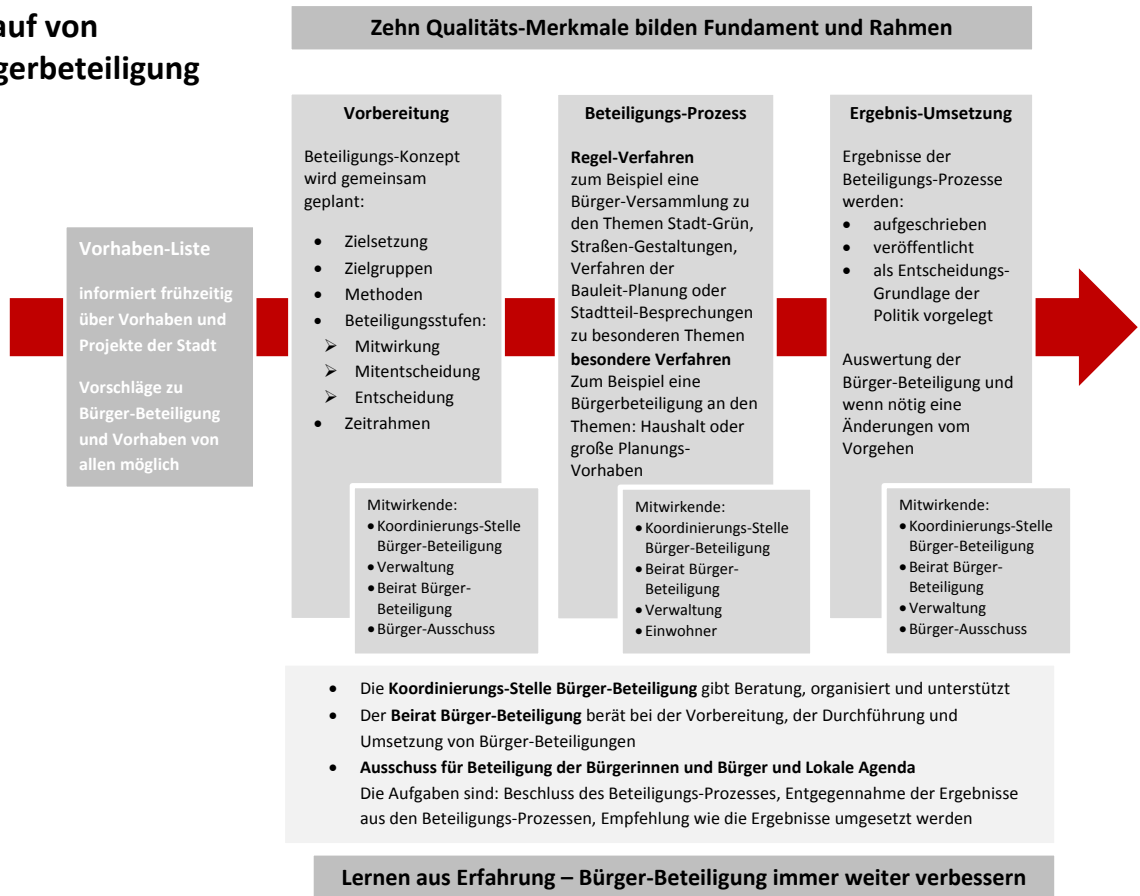 auf von
gerbeteiligung
Zehn Qualitäts-Merkmale bilden Fundament und Rahmen
Vorhaben-Liste
informiert frühzeitig
über Vorhaben und
Projekte der Stadt
Vorschläge zu
Bürger-Beteiligung
und Vorhaben von
allen möglich
Vorbereitung
Beteiligungs-Konzept
wird gemeinsam
geplant:
• Zielsetzung
• Zielgruppen
• Methoden
• Beteiligungsstufen:
➢ Mitwirkung
➢ Mitentscheidung
➢ Entscheidung
• Zeitrahmen
Mitwirkende:
• Koordinierungs-Stelle
Bürger-Beteiligung
• Verwaltung
• Beirat Bürger-
Beteiligung
• Bürger-Ausschuss
Beteiligungs-Prozess
Regel-Verfahren
zum Beispiel eine
Bürger-Versammlung zu
den Themen Stadt-Grün,
Straßen-Gestaltungen,
Verfahren der
Bauleit-Planung oder
Stadtteil-Besprechungen
zu besonderen Themen
besondere Verfahren
Zum Beispiel eine
Bürgerbeteiligung an den
Themen: Haushalt oder
große Planungs-
Vorhaben
Mitwirkende:
• Koordinierungs-Stelle
Bürger-Beteiligung
• Beirat Bürger-
Beteiligung
• Verwaltung
• Einwohner
Ergebnis-Umsetzung
Ergebnisse der
Beteiligungs-Prozesse
werden:
• aufgeschrieben
• veröffentlicht
• als Entscheidungs-
Grundlage der
Politik vorgelegt
Auswertung der
Bürger-Beteiligung und
wenn nötig eine
Änderungen vom
Vorgehen
Mitwirkende:
• Koordinierungs-Stelle
Bürger-Beteiligung
• Beirat Bürger-
Beteiligung
• Verwaltung
• Bürger-Ausschuss
• Die Koordinierungs-Stelle Bürger-Beteiligung gibt Beratung, organisiert und unterstützt
• Der Beirat Bürger-Beteiligung berät bei der Vorbereitung, der Durchführung und
Umsetzung von Bürger-Beteiligungen
• Ausschuss für Beteiligung der Bürgerinnen und Bürger und Lokale Agenda
Die Aufgaben sind: Beschluss des Beteiligungs-Prozesses, Entgegennahme der Ergebnisse
aus den Beteiligungs-Prozessen, Empfehlung wie die Ergebnisse umgesetzt werden
Lernen aus Erfahrung – Bürger-Beteiligung immer weiter verbessern